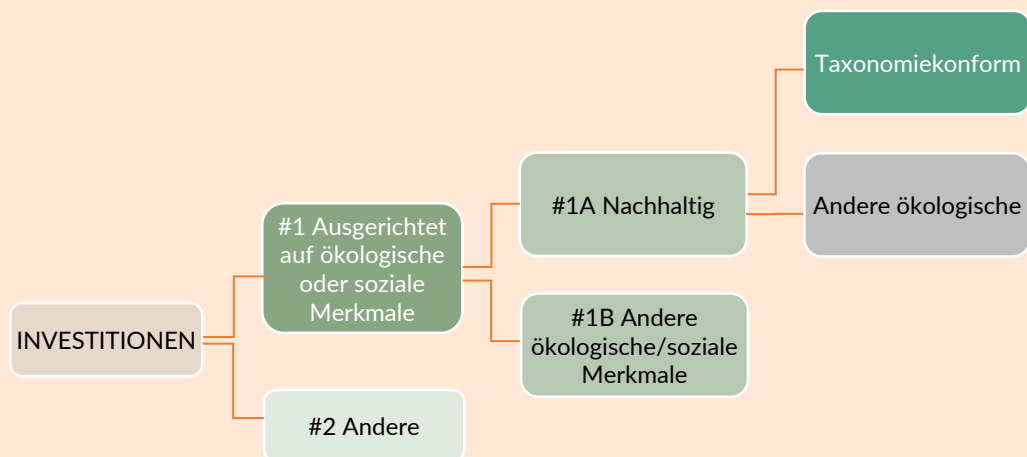 Taxonomiekonform
#1A Nachhaltig
Andere ökologische
#1 Ausgerichtet
auf ökologische
oder soziale
Merkmale
#1B Andere
ökologische/soziale
Merkmale
INVESTITIONEN
#2 Andere